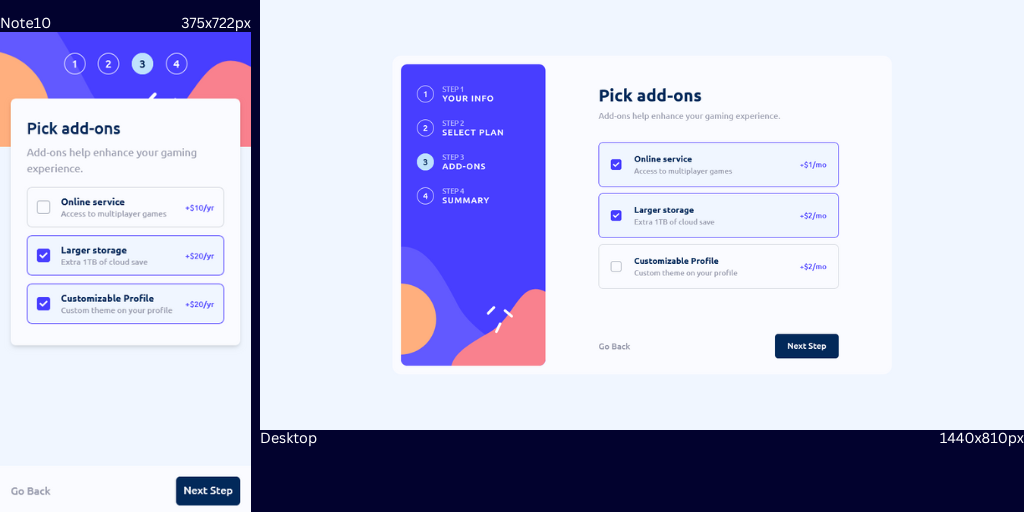 Note10 375x722px
1 2 3 4
Pick add-ons
Add-ons help enhance your gaming
experience.
Online service
Access to multiplayer games
+$10/yr
Larger storage
Extra 1TB of cloud save
+$20/yr
Customizable Profile
Custom theme on your profile
+$20/yr
Go Back
Next Step
1
STEP 1
YOUR INFO
2
STEP 2
SELECT PLAN
3
STEP 3
ADD-ONS
4
STEP 4
SUMMARY
Pick add-ons
Add-ons help enhance your gaming experience.
Online service
Access to multiplayer games
+$1/mo
Larger storage
Extra 1TB of cloud save
+$2/mo
Customizable Profile
Custom theme on your profile
+$2/mo
Go Back
Next Step
Desktop 1440x810px